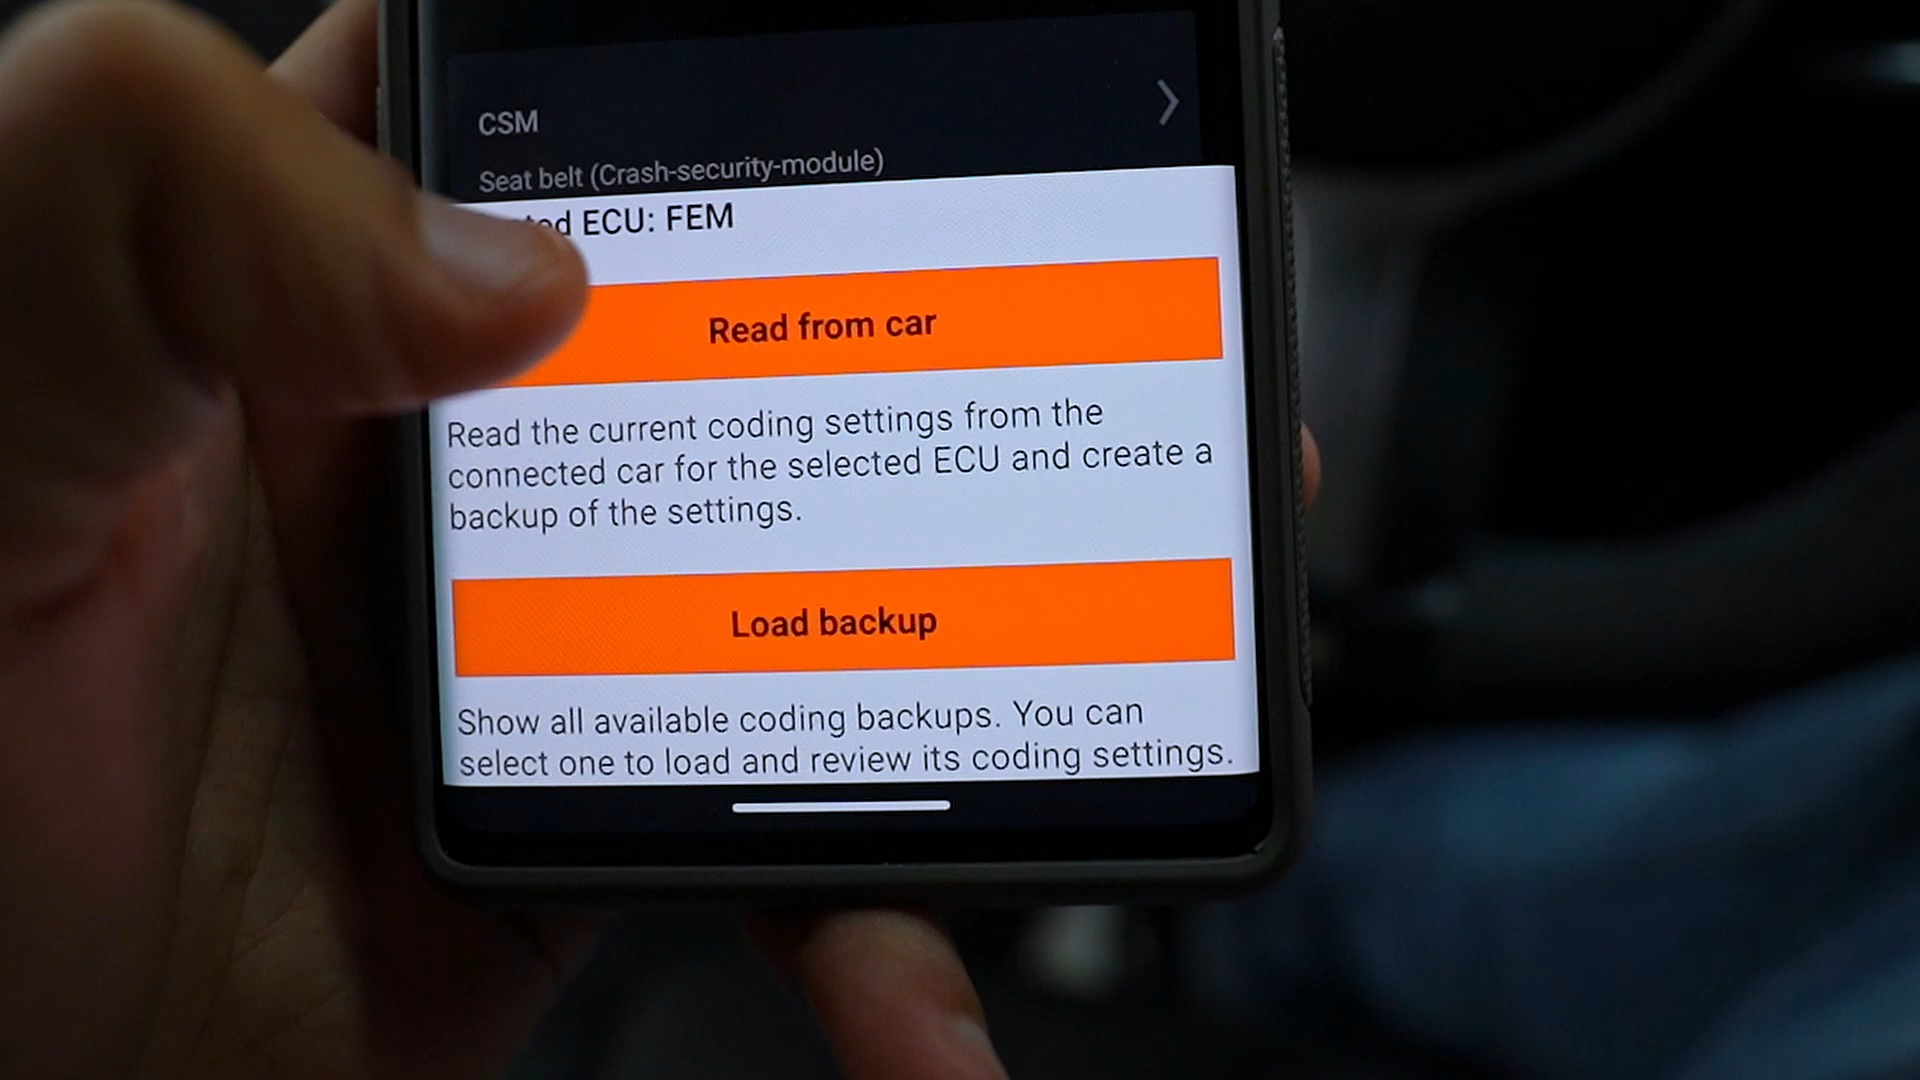 CSM
Seat belt (Crash-security-module)
ECU: FEM
Read from car
Read the current coding settings from the
connected car for the selected ECU and create a
backup of the settings.
Load backup
Show all available coding backups. You can
select one to load and review its coding settings.